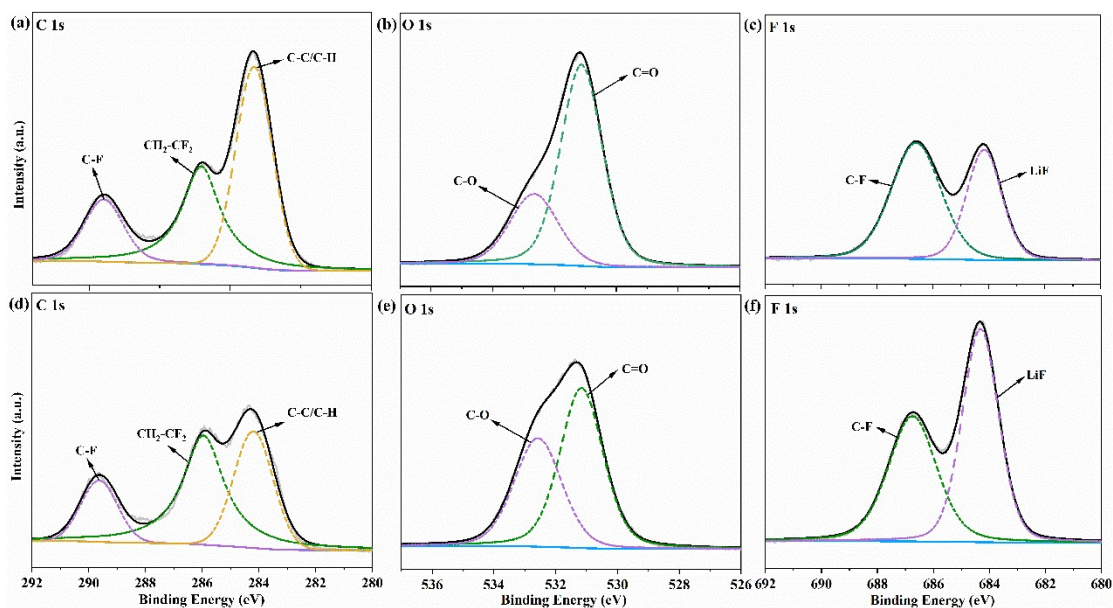 (a) C 1s
C-C/C-H
CH₂-CF₂
C-F
Intensity (a.u.)
(b) O 1s
C=O
C-O
(c) F 1s
C-F
LiF
(d) C 1s
C-C/C-H
CH₂-CF₂
C-F
Intensity (a.u.)
292 290 288 286 284 282 280
Binding Energy (eV)
(e) O 1s
C=O
C-O
536 534 532 530 528 526
Binding Energy (eV)
(f) F 1s
LiF
C-F
692 690 688 686 684 682 680
Binding Energy (eV)